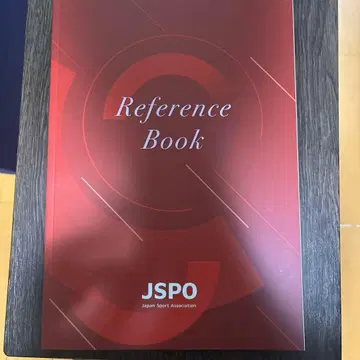 Reference
Book
JSPO
Japan Sport Association